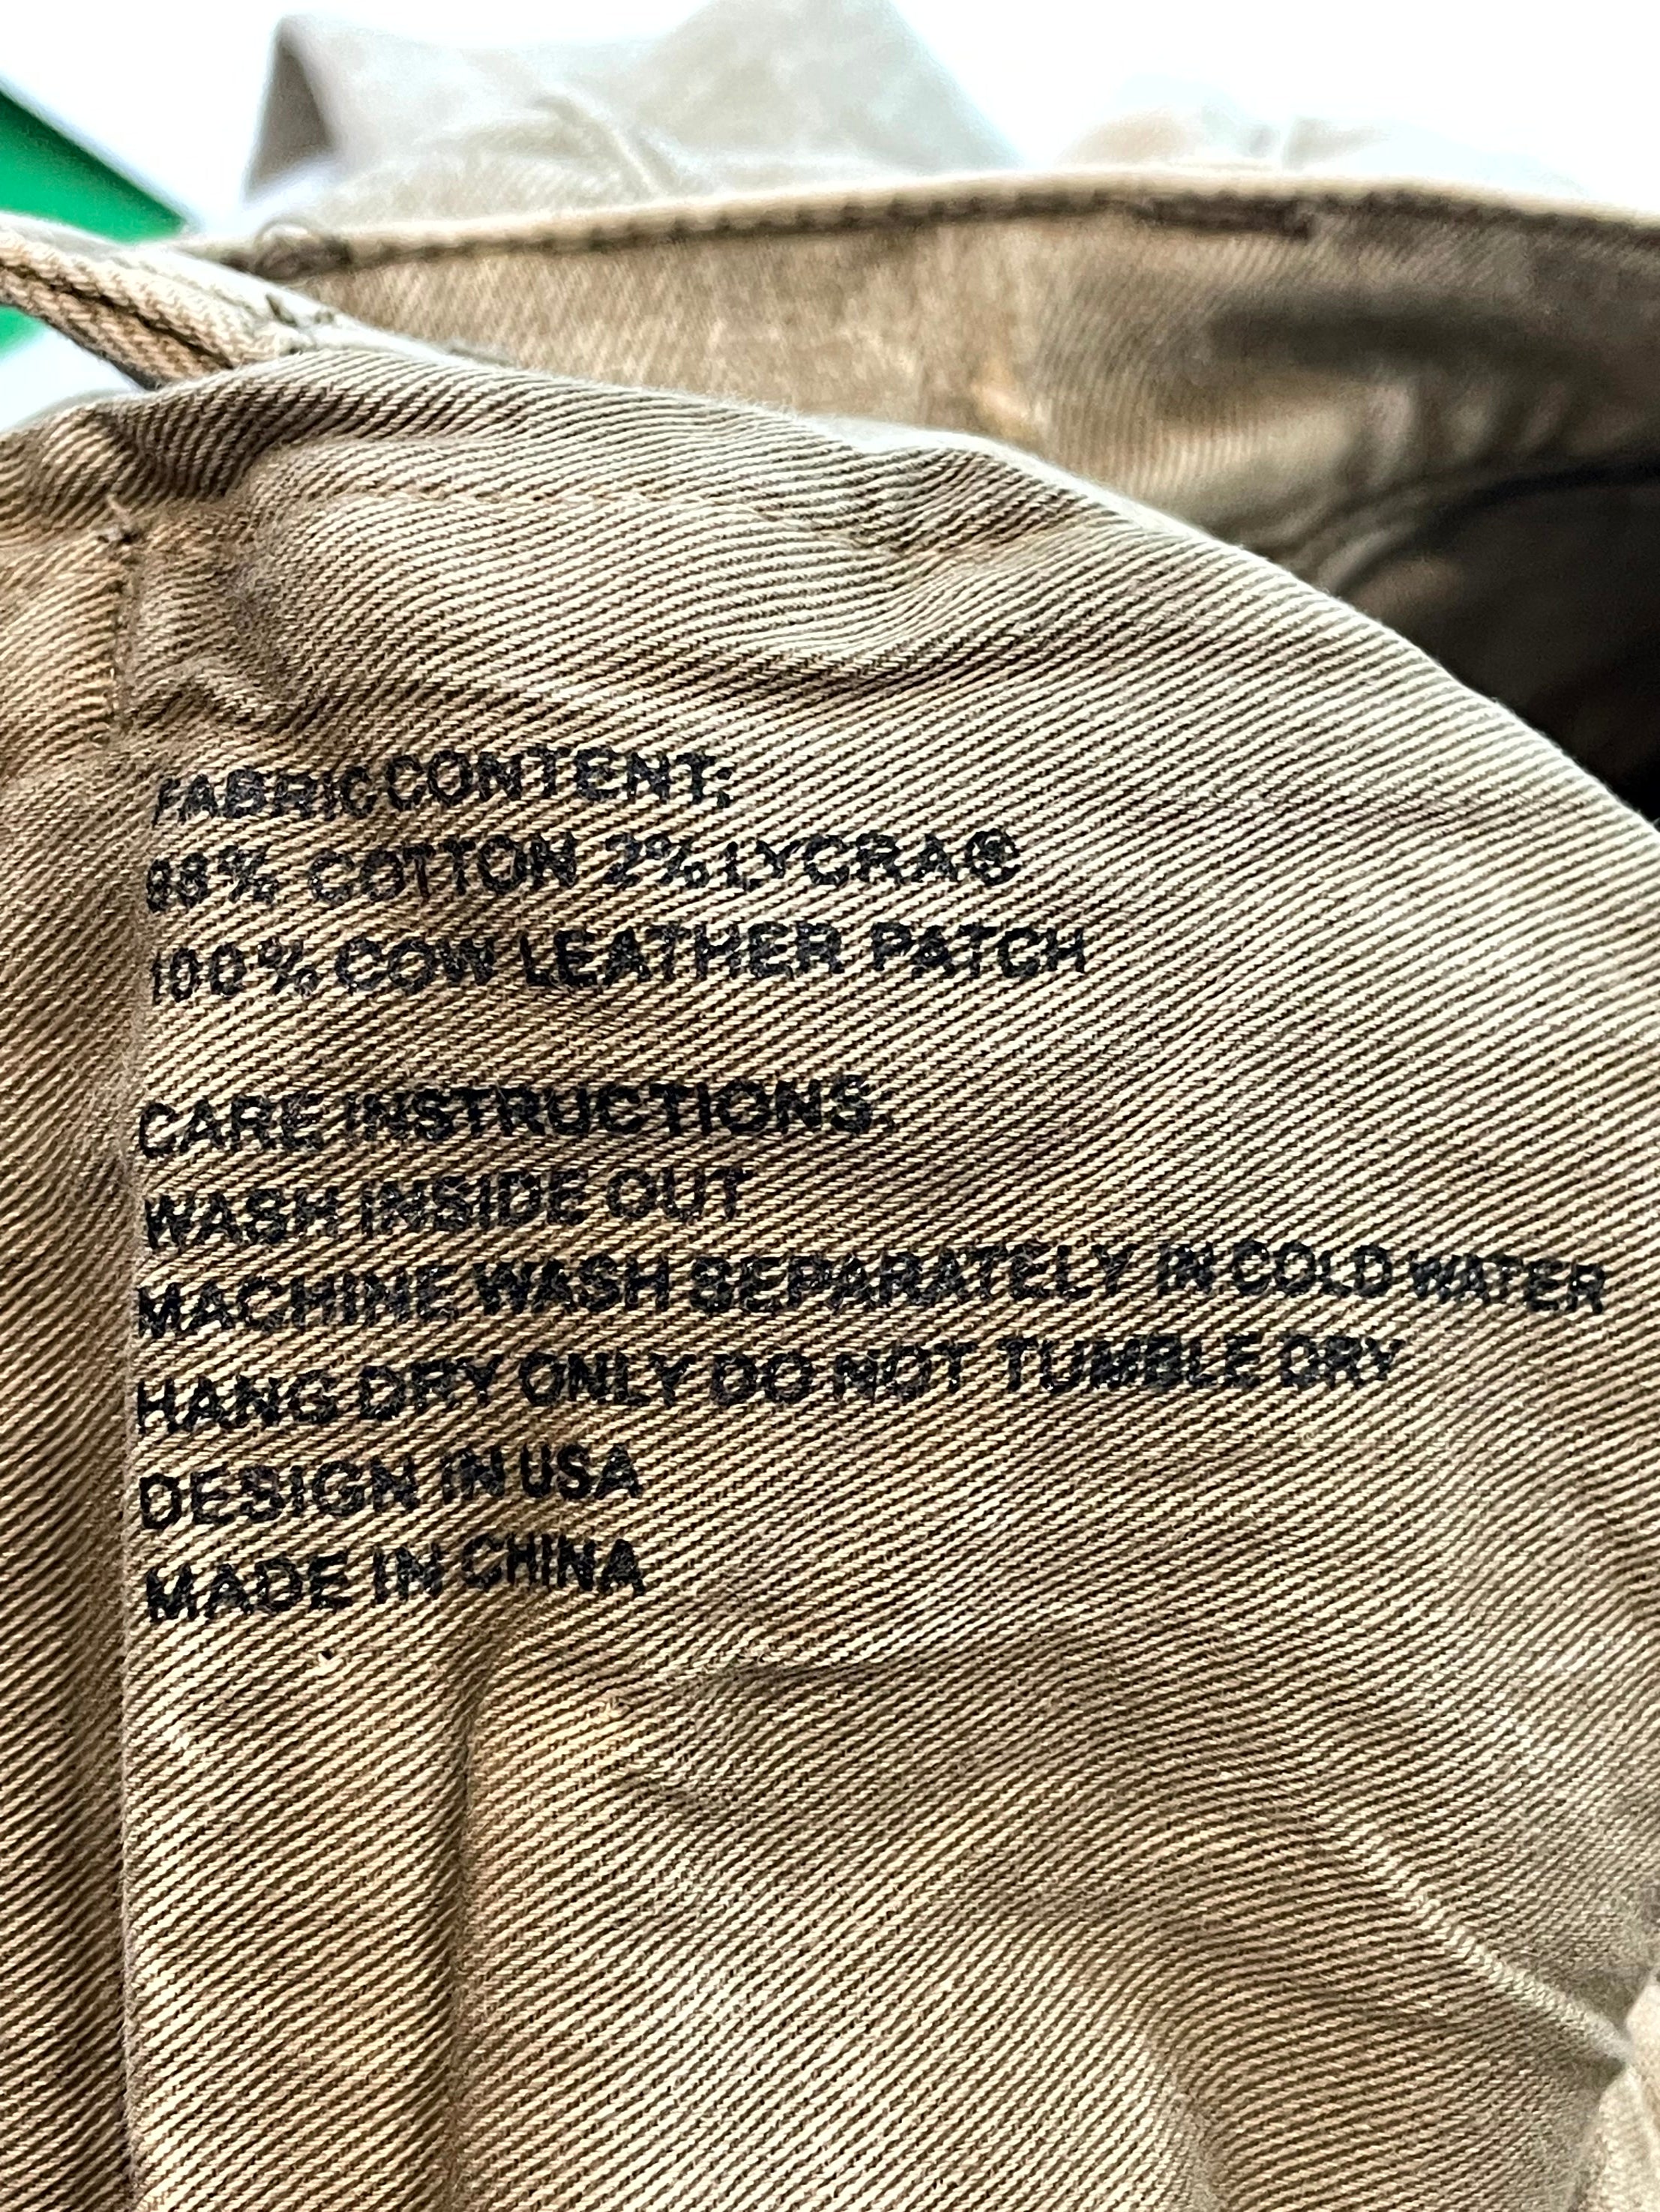 FABRIC CONTENT:
98% COTTON 2% LYCRA®
100% COW LEATHER PATCH
CARE INSTRUCTIONS:
WASH INSIDE OUT
MACHINE WASH SEPARATELY IN COLD WATER
HANG DRY ONLY DO NOT TUMBLE DRY
DESIGN IN USA
MADE IN CHINA